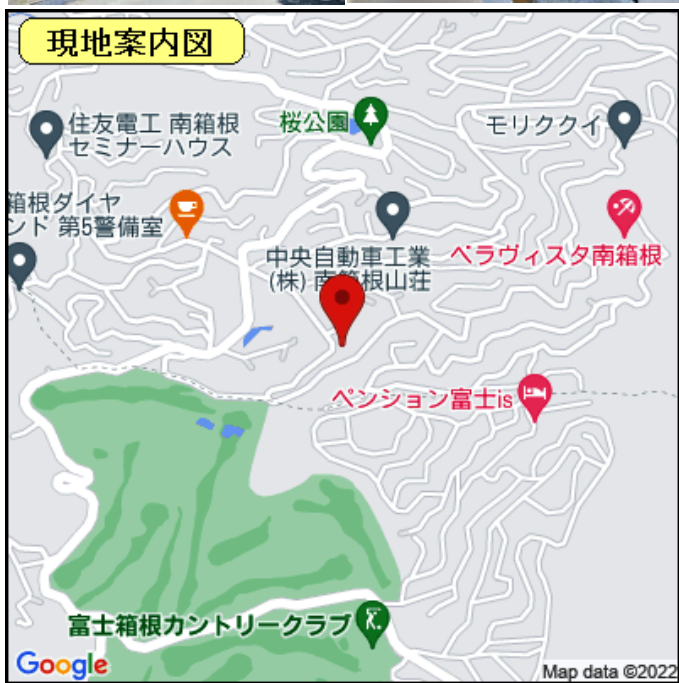 現地案内図
住友電工 南箱根
セミナーハウス
桜公園
モリククイ
箱根ダイヤ
ンド 第5警備室
中央自動車工業
(株) 南箱根山荘
ベラヴィスタ南箱根
ペンション富士is
富士箱根カントリークラブ
Google
Map data ©2022